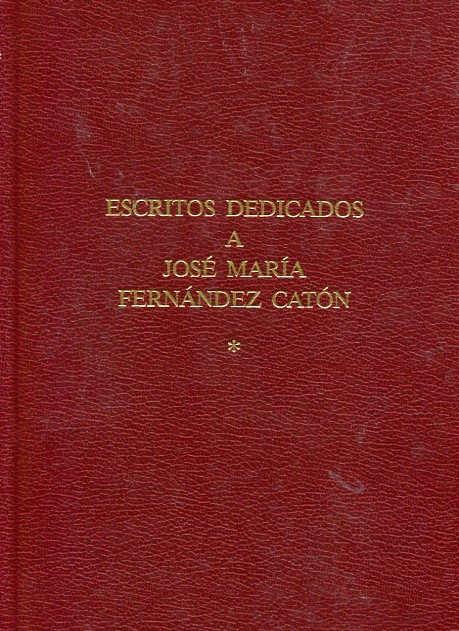 ESCRITOS DEDICADOS
A
JOSÉ MARÍA
FERNÁNDEZ CATÓN
*